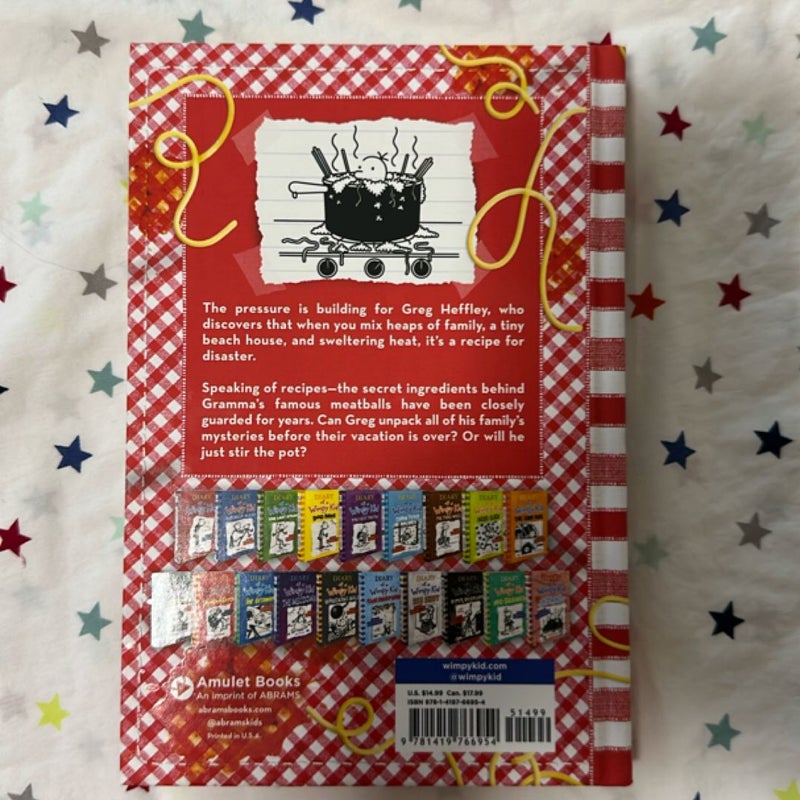 The pressure is building for Greg Heffley, who
discovers that when you mix heaps of family, a tiny
beach house, and sweltering heat, it's a recipe for
disaster.
Speaking of recipes—the secret ingredients behind
Gramma's famous meatballs have been closely
guarded for years. Can Greg unpack all of his family's
mysteries before their vacation is over? Or will he
just stir the pot?
Amulet Books
An imprint of ABRAMS
abramsbooks.com
@abramskids
Printed in U.S.A.
wimpykid.com
@wimpykid
U.S. $14.99 Can. $17.99
ISBN 978-1-4197-6695-4
51499
9 781419 766954